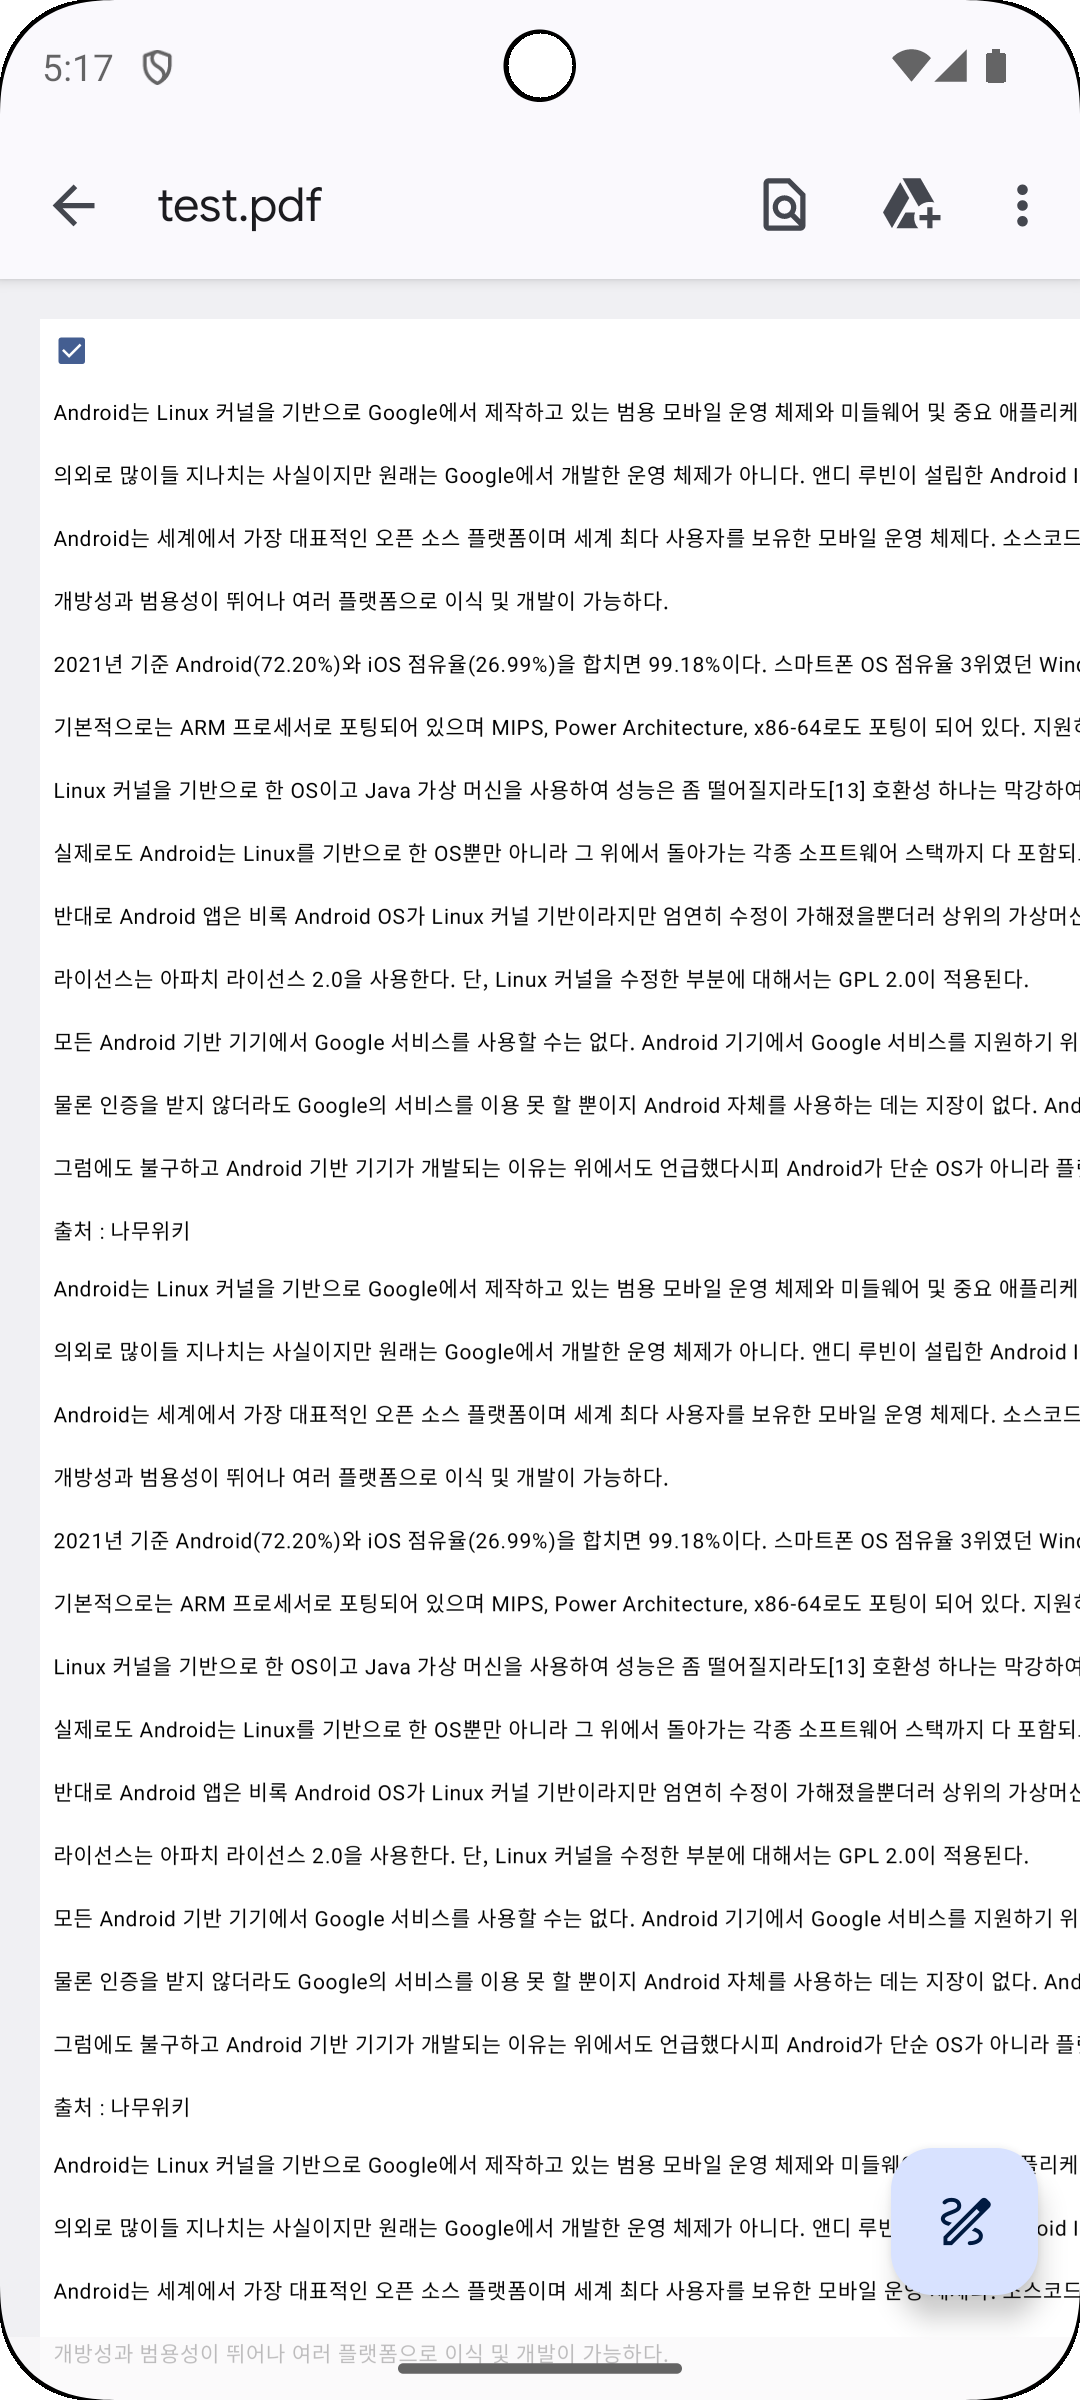 5:17
test.pdf
Android는 Linux 커널을 기반으로 Google에서 제작하고 있는 범용 모바일 운영 체제와 미들웨어 및 중요 애플리케
의외로 많이들 지나치는 사실이지만 원래는 Google에서 개발한 운영 체제가 아니다. 앤디 루빈이 설립한 Android I
Android는 세계에서 가장 대표적인 오픈 소스 플랫폼이며 세계 최다 사용자를 보유한 모바일 운영 체제다. 소스코드
개방성과 범용성이 뛰어나 여러 플랫폼으로 이식 및 개발이 가능하다.
2021년 기준 Android(72.20%)와 iOS 점유율(26.99%)을 합치면 99.18%이다. 스마트폰 OS 점유율 3위였던 Wind
기본적으로는 ARM 프로세서로 포팅되어 있으며 MIPS, Power Architecture, x86-64로도 포팅이 되어 있다. 지원하
Linux 커널을 기반으로 한 OS이고 Java 가상 머신을 사용하여 성능은 좀 떨어질지라도[13] 호환성 하나는 막강하여
실제로도 Android는 Linux를 기반으로 한 OS뿐만 아니라 그 위에서 돌아가는 각종 소프트웨어 스택까지 다 포함되
반대로 Android 앱은 비록 Android OS가 Linux 커널 기반이라지만 엄연히 수정이 가해졌을뿐더러 상위의 가상머신
라이선스는 아파치 라이선스 2.0을 사용한다. 단, Linux 커널을 수정한 부분에 대해서는 GPL 2.0이 적용된다.
모든 Android 기반 기기에서 Google 서비스를 사용할 수는 없다. Android 기기에서 Google 서비스를 지원하기 위
물론 인증을 받지 않더라도 Google의 서비스를 이용 못 할 뿐이지 Android 자체를 사용하는 데는 지장이 없다. And
그럼에도 불구하고 Android 기반 기기가 개발되는 이유는 위에서도 언급했다시피 Android가 단순 OS가 아니라 플랫
출처 : 나무위키
Android는 Linux 커널을 기반으로 Google에서 제작하고 있는 범용 모바일 운영 체제와 미들웨어 및 중요 애플리케
의외로 많이들 지나치는 사실이지만 원래는 Google에서 개발한 운영 체제가 아니다. 앤디 루빈이 설립한 Android I
Android는 세계에서 가장 대표적인 오픈 소스 플랫폼이며 세계 최다 사용자를 보유한 모바일 운영 체제다. 소스코드
개방성과 범용성이 뛰어나 여러 플랫폼으로 이식 및 개발이 가능하다.
2021년 기준 Android(72.20%)와 iOS 점유율(26.99%)을 합치면 99.18%이다. 스마트폰 OS 점유율 3위였던 Wind
기본적으로는 ARM 프로세서로 포팅되어 있으며 MIPS, Power Architecture, x86-64로도 포팅이 되어 있다. 지원하
Linux 커널을 기반으로 한 OS이고 Java 가상 머신을 사용하여 성능은 좀 떨어질지라도[13] 호환성 하나는 막강하여
실제로도 Android는 Linux를 기반으로 한 OS뿐만 아니라 그 위에서 돌아가는 각종 소프트웨어 스택까지 다 포함되
반대로 Android 앱은 비록 Android OS가 Linux 커널 기반이라지만 엄연히 수정이 가해졌을뿐더러 상위의 가상머신
라이선스는 아파치 라이선스 2.0을 사용한다. 단, Linux 커널을 수정한 부분에 대해서는 GPL 2.0이 적용된다.
모든 Android 기반 기기에서 Google 서비스를 사용할 수는 없다. Android 기기에서 Google 서비스를 지원하기 위
물론 인증을 받지 않더라도 Google의 서비스를 이용 못 할 뿐이지 Android 자체를 사용하는 데는 지장이 없다. And
그럼에도 불구하고 Android 기반 기기가 개발되는 이유는 위에서도 언급했다시피 Android가 단순 OS가 아니라 플랫
출처 : 나무위키
Android는 Linux 커널을 기반으로 Google에서 제작하고 있는 범용 모바일 운영 체제와 미들웨
의외로 많이들 지나치는 사실이지만 원래는 Google에서 개발한 운영 체제가 아니다. 앤디 루빈 oid I
Android는 세계에서 가장 대표적인 오픈 소스 플랫폼이며 세계 최다 사용자를 보유한 모바일 운영 소스코드
개방성과 범용성이 뛰어나 여러 플랫폼으로 이식 및 개발이 가능하다.